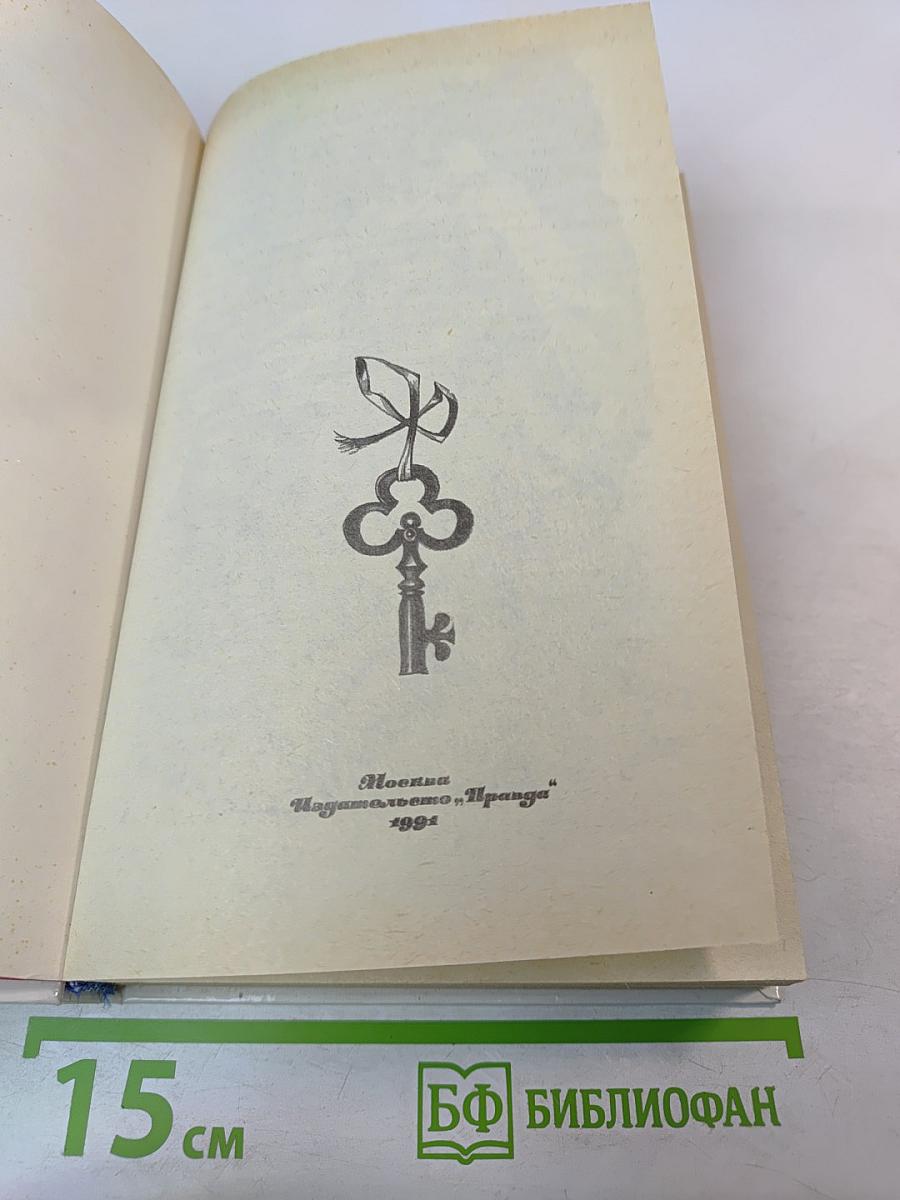 Москва
Издательство „Правда“
1991
15 см
БФ БИБЛИОФАН